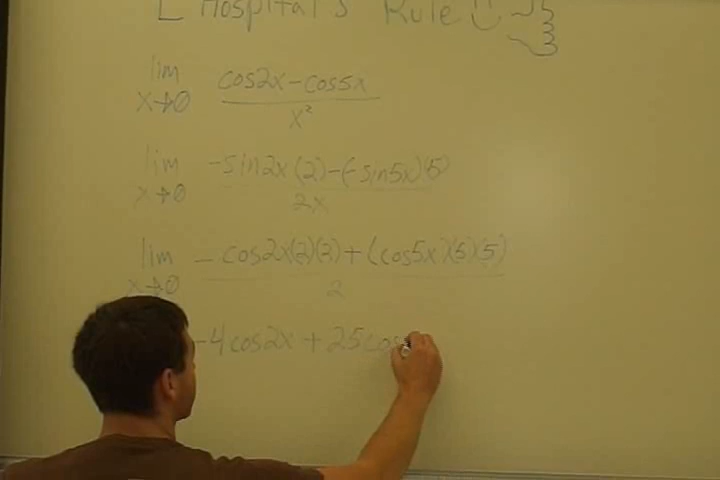 L'Hospital's Rule
lim x→0 cos2x - cos5x / x²
lim x→0 -sin2x(2) - (-sin5x)(5) / 2x
lim x→0 -cos2x(2)(2) + (cos5x)(5)(5) / 2
-4cos2x + 25cos